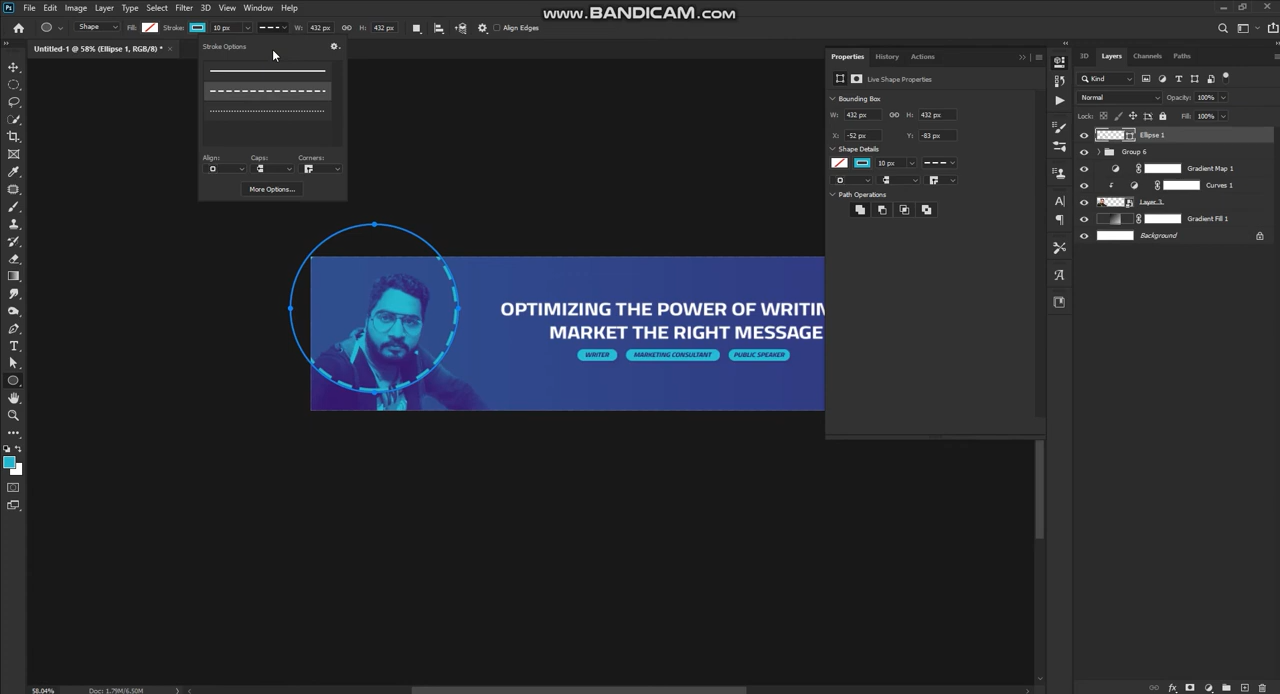 www.BANDICAM.com
File Edit Image Layer Type Select Filter 3D View Window Help
Shape Fill: Stroke: 10 px W: 432 px H: 432 px Align Edges
Untitled-1 @ 58% (Ellipse 1, RGB/8) *
Stroke Options
Align: Caps: Corners:
More Options...
OPTIMIZING THE POWER OF WRITIN
MARKET THE RIGHT MESSAGE
WRITER MARKETING CONSULTANT PUBLIC SPEAKER
Properties History Actions
Live Shape Properties
Bounding Box
W: 432 px H: 432 px
X: -52 px Y: -83 px
Shape Details
10 px
Path Operations
3D Layers Channels Paths
Kind
Normal Opacity: 100%
Lock: Fill: 100%
Ellipse 1
Group 6
Gradient Map 1
Curves 1
Layer 3
Gradient Fill 1
Background
58.04% Doc: 1.79M/6.50M